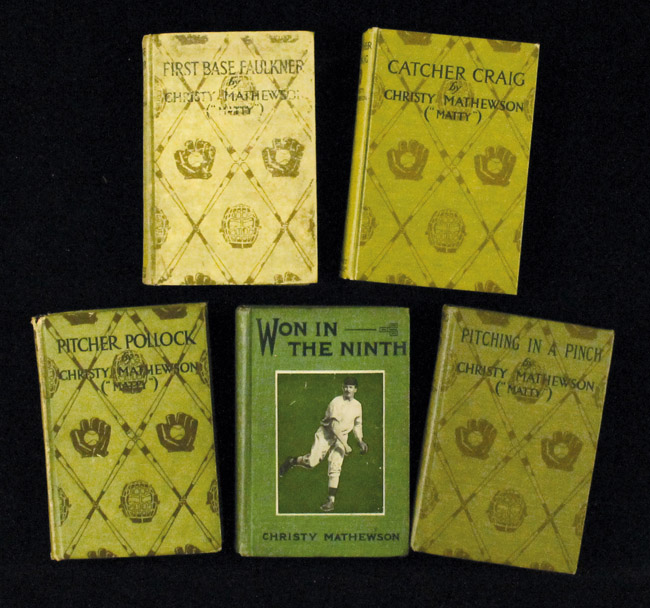 FIRST BASE FAULKNER
by
CHRISTY MATHEWSON
("MATTY")
CATCHER CRAIG
by
CHRISTY MATHEWSON
("MATTY")
PITCHER POLLOCK
by
CHRISTY MATHEWSON
("MATTY")
WON IN
THE NINTH
CHRISTY MATHEWSON
PITCHING IN A PINCH
by
CHRISTY MATHEWSON
("MATTY")